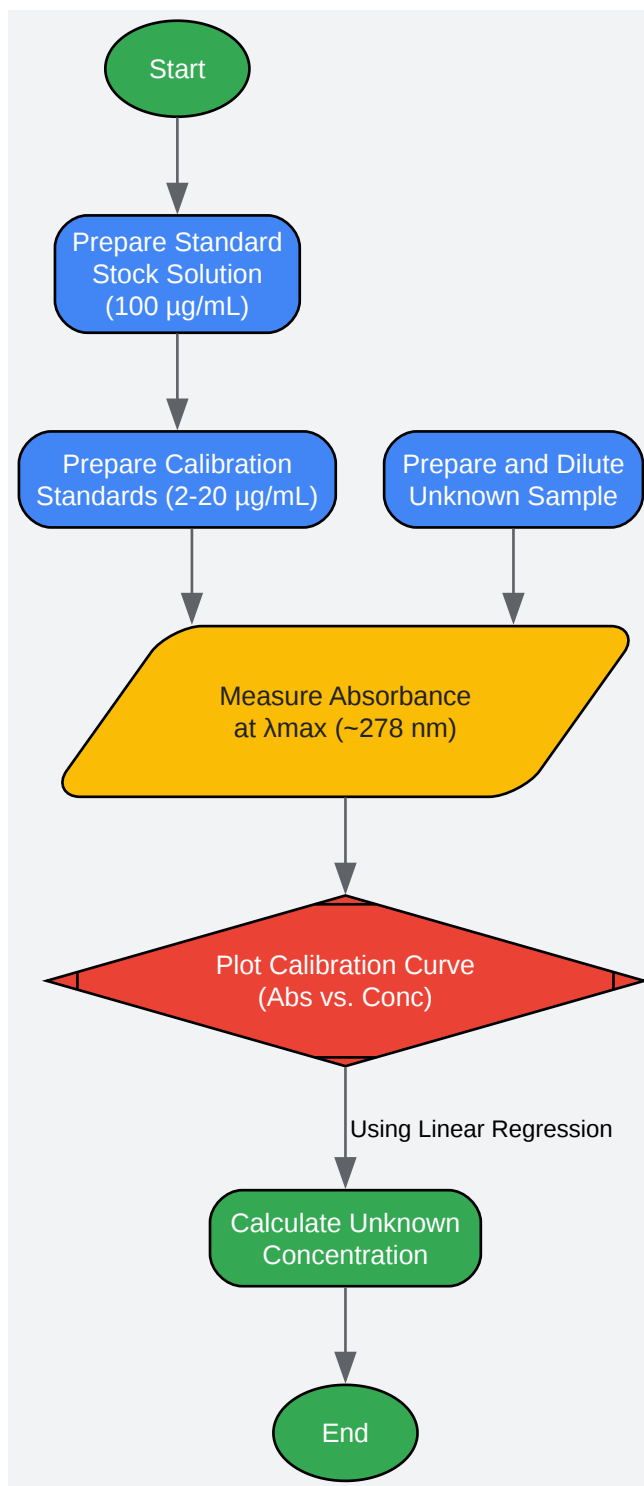 Start
Prepare Standard
Stock Solution
(100 µg/mL)
Prepare Calibration
Standards (2-20 µg/mL)
Prepare and Dilute
Unknown Sample
Measure Absorbance
at λmax (~278 nm)
Plot Calibration Curve
(Abs vs. Conc)
Using Linear Regression
Calculate Unknown
Concentration
End